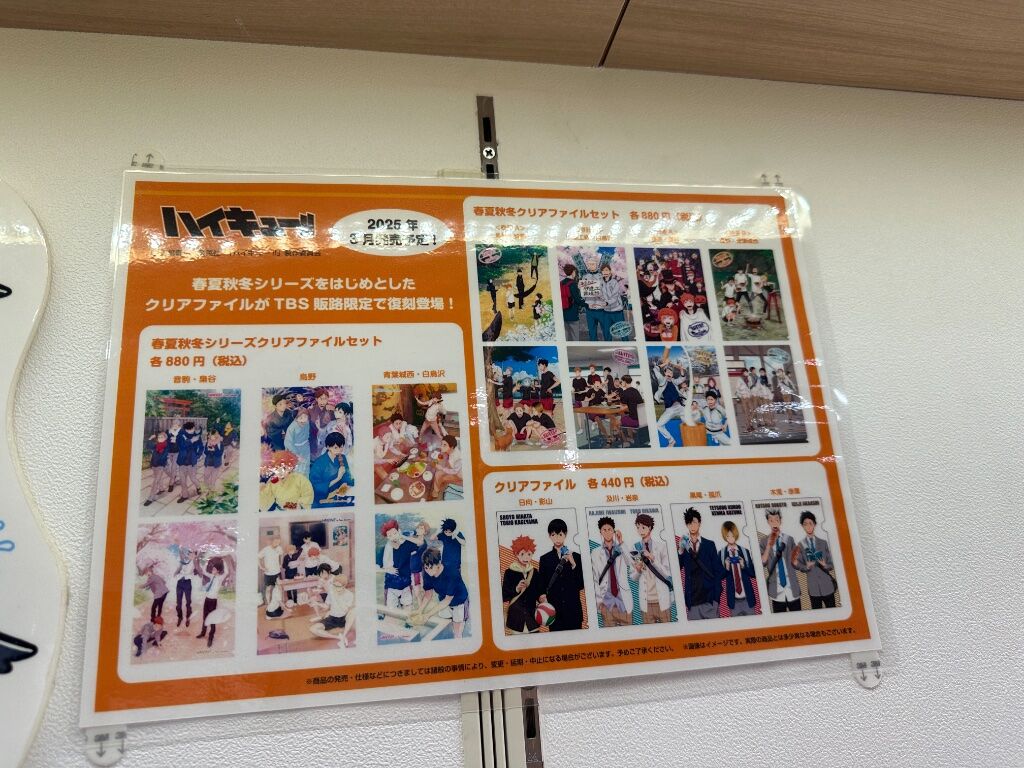 ハイキュー!!
2025年
3月発売予定！
春夏秋冬シリーズをはじめとした
クリアファイルがTBS販路限定で復刻登場！
春夏秋冬シリーズクリアファイルセット
各880円（税込）
音駒・梟谷
烏野
青葉城西・白鳥沢
春夏秋冬クリアファイルセット 各880円（税込）
クリアファイル 各440円（税込）
日向・影山
及川・岩泉
黒尾・孤爪
木兎・赤葦
SHOYO HINATA
TOBIO KAGEYAMA
HAJIME IWAIZUMI
TORU OIKAWA
TETSURO KUROO
KENMA KOZUME
KOTARO BOKUTO
KEIJI AKAASHI
※商品の発売・仕様などにつきましては諸般の事情により、変更・延期・中止になる場合がございます。予めご了承ください。 ※画像はイメージです。実際の商品とは多少異なる場合もございます。